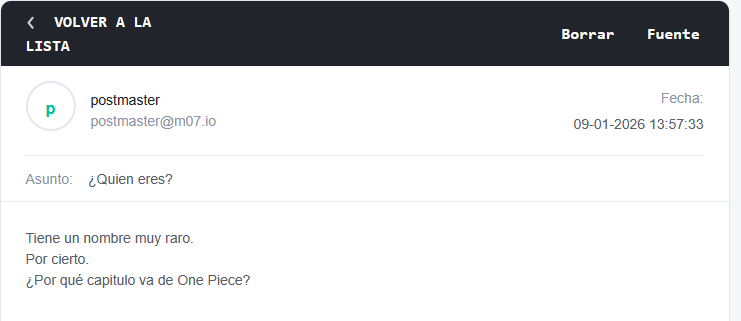 VOLVER A LA
LISTA
Borrar Fuente
p
postmaster
postmaster@m07.io
Fecha:
09-01-2026 13:57:33
Asunto: ¿Quien eres?
Tiene un nombre muy raro.
Por cierto.
¿Por qué capitulo va de One Piece?